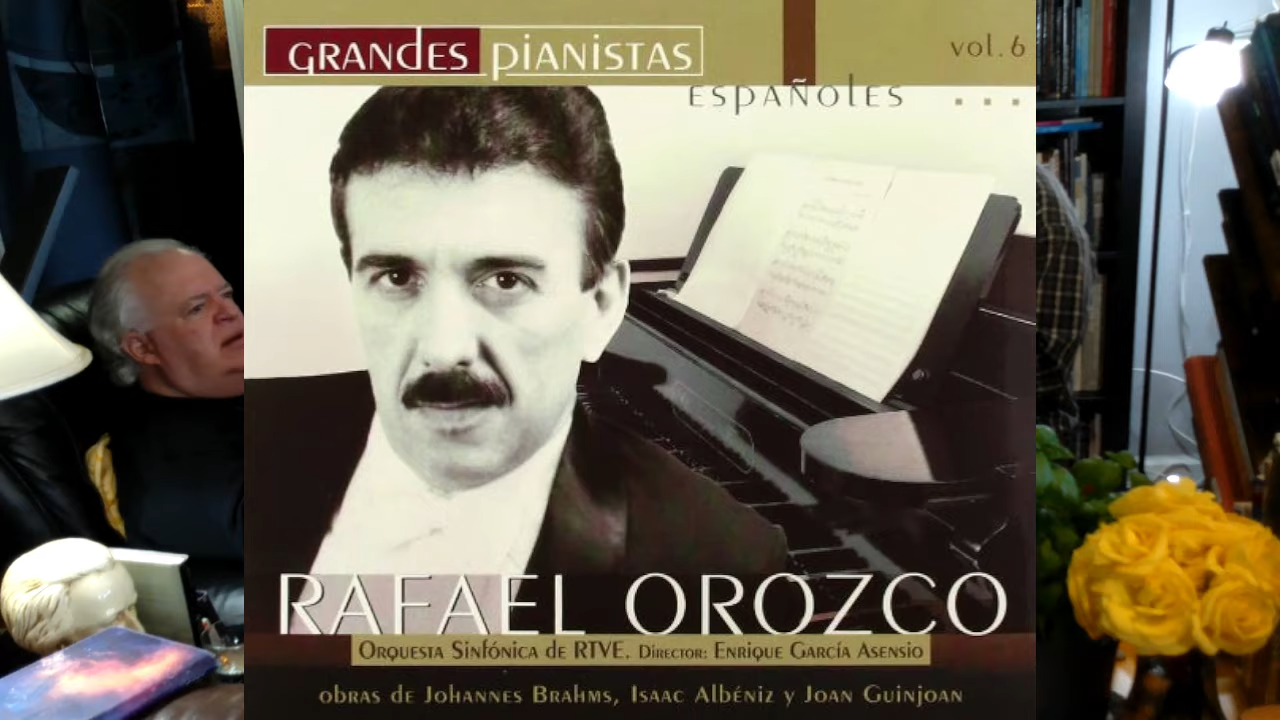 GRANDES PIANISTAS
vol. 6
ESPAÑOLES
RAFAEL OROZCO
ORQUESTA SINFÓNICA DE RTVE. DIRECTOR: ENRIQUE GARCÍA ASENSIO
OBRAS DE JOHANNES BRAHMS, ISAAC ALBÉNIZ Y JOAN GUINJOAN